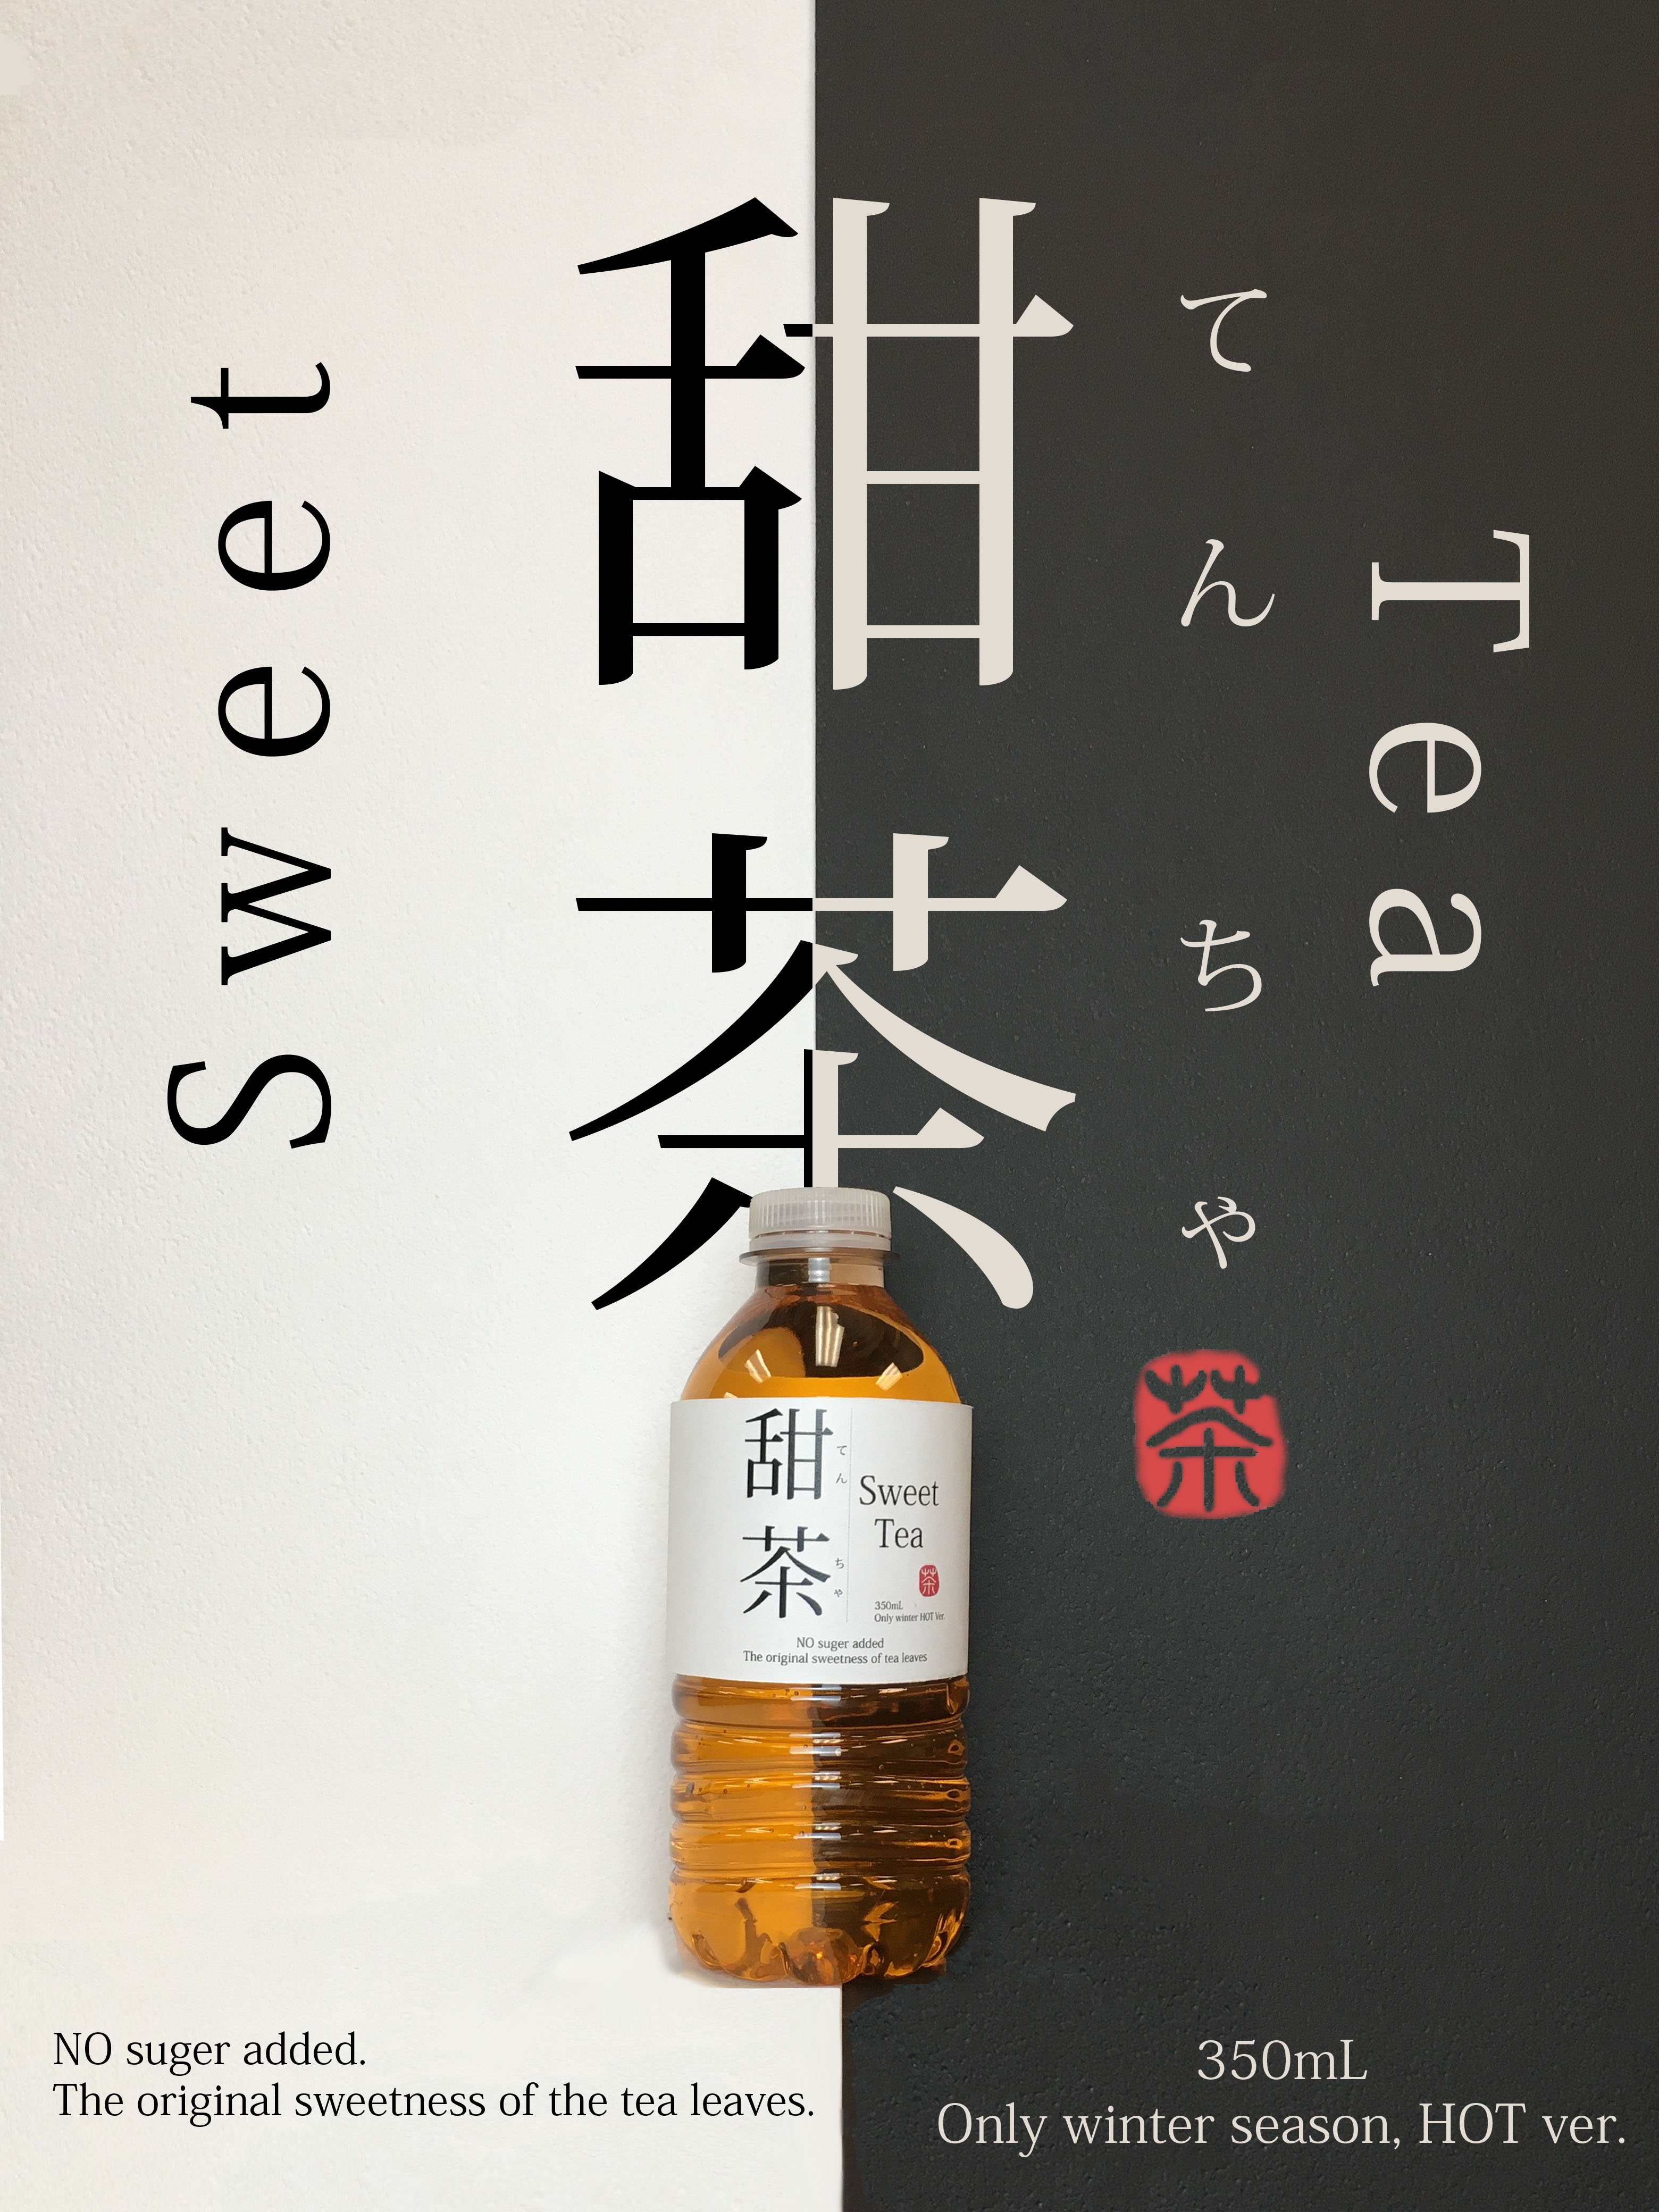 Sweet
甜茶
てんちゃ
Tea
茶
甜茶
てんちゃ
Sweet
Tea
茶
350mL
Only winter HOT Ver.
NO suger added
The original sweetness of tea leaves
NO suger added.
The original sweetness of the tea leaves.
350mL
Only winter season, HOT ver.